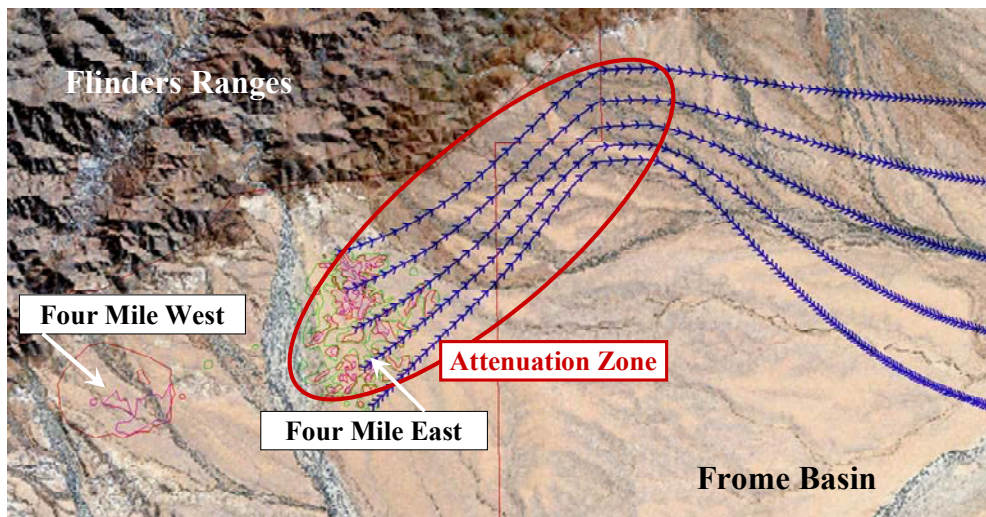 Flinders Ranges
Four Mile West
Attenuation Zone
Four Mile East
Frome Basin